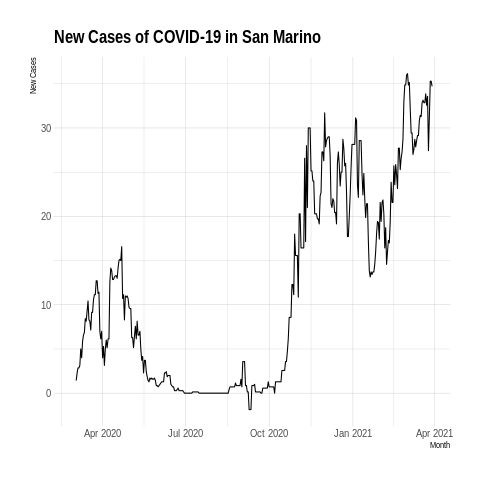 New Cases of COVID-19 in San Marino
New Cases
30
20
10
0
Apr 2020
Jul 2020
Oct 2020
Jan 2021
Apr 2021
Month